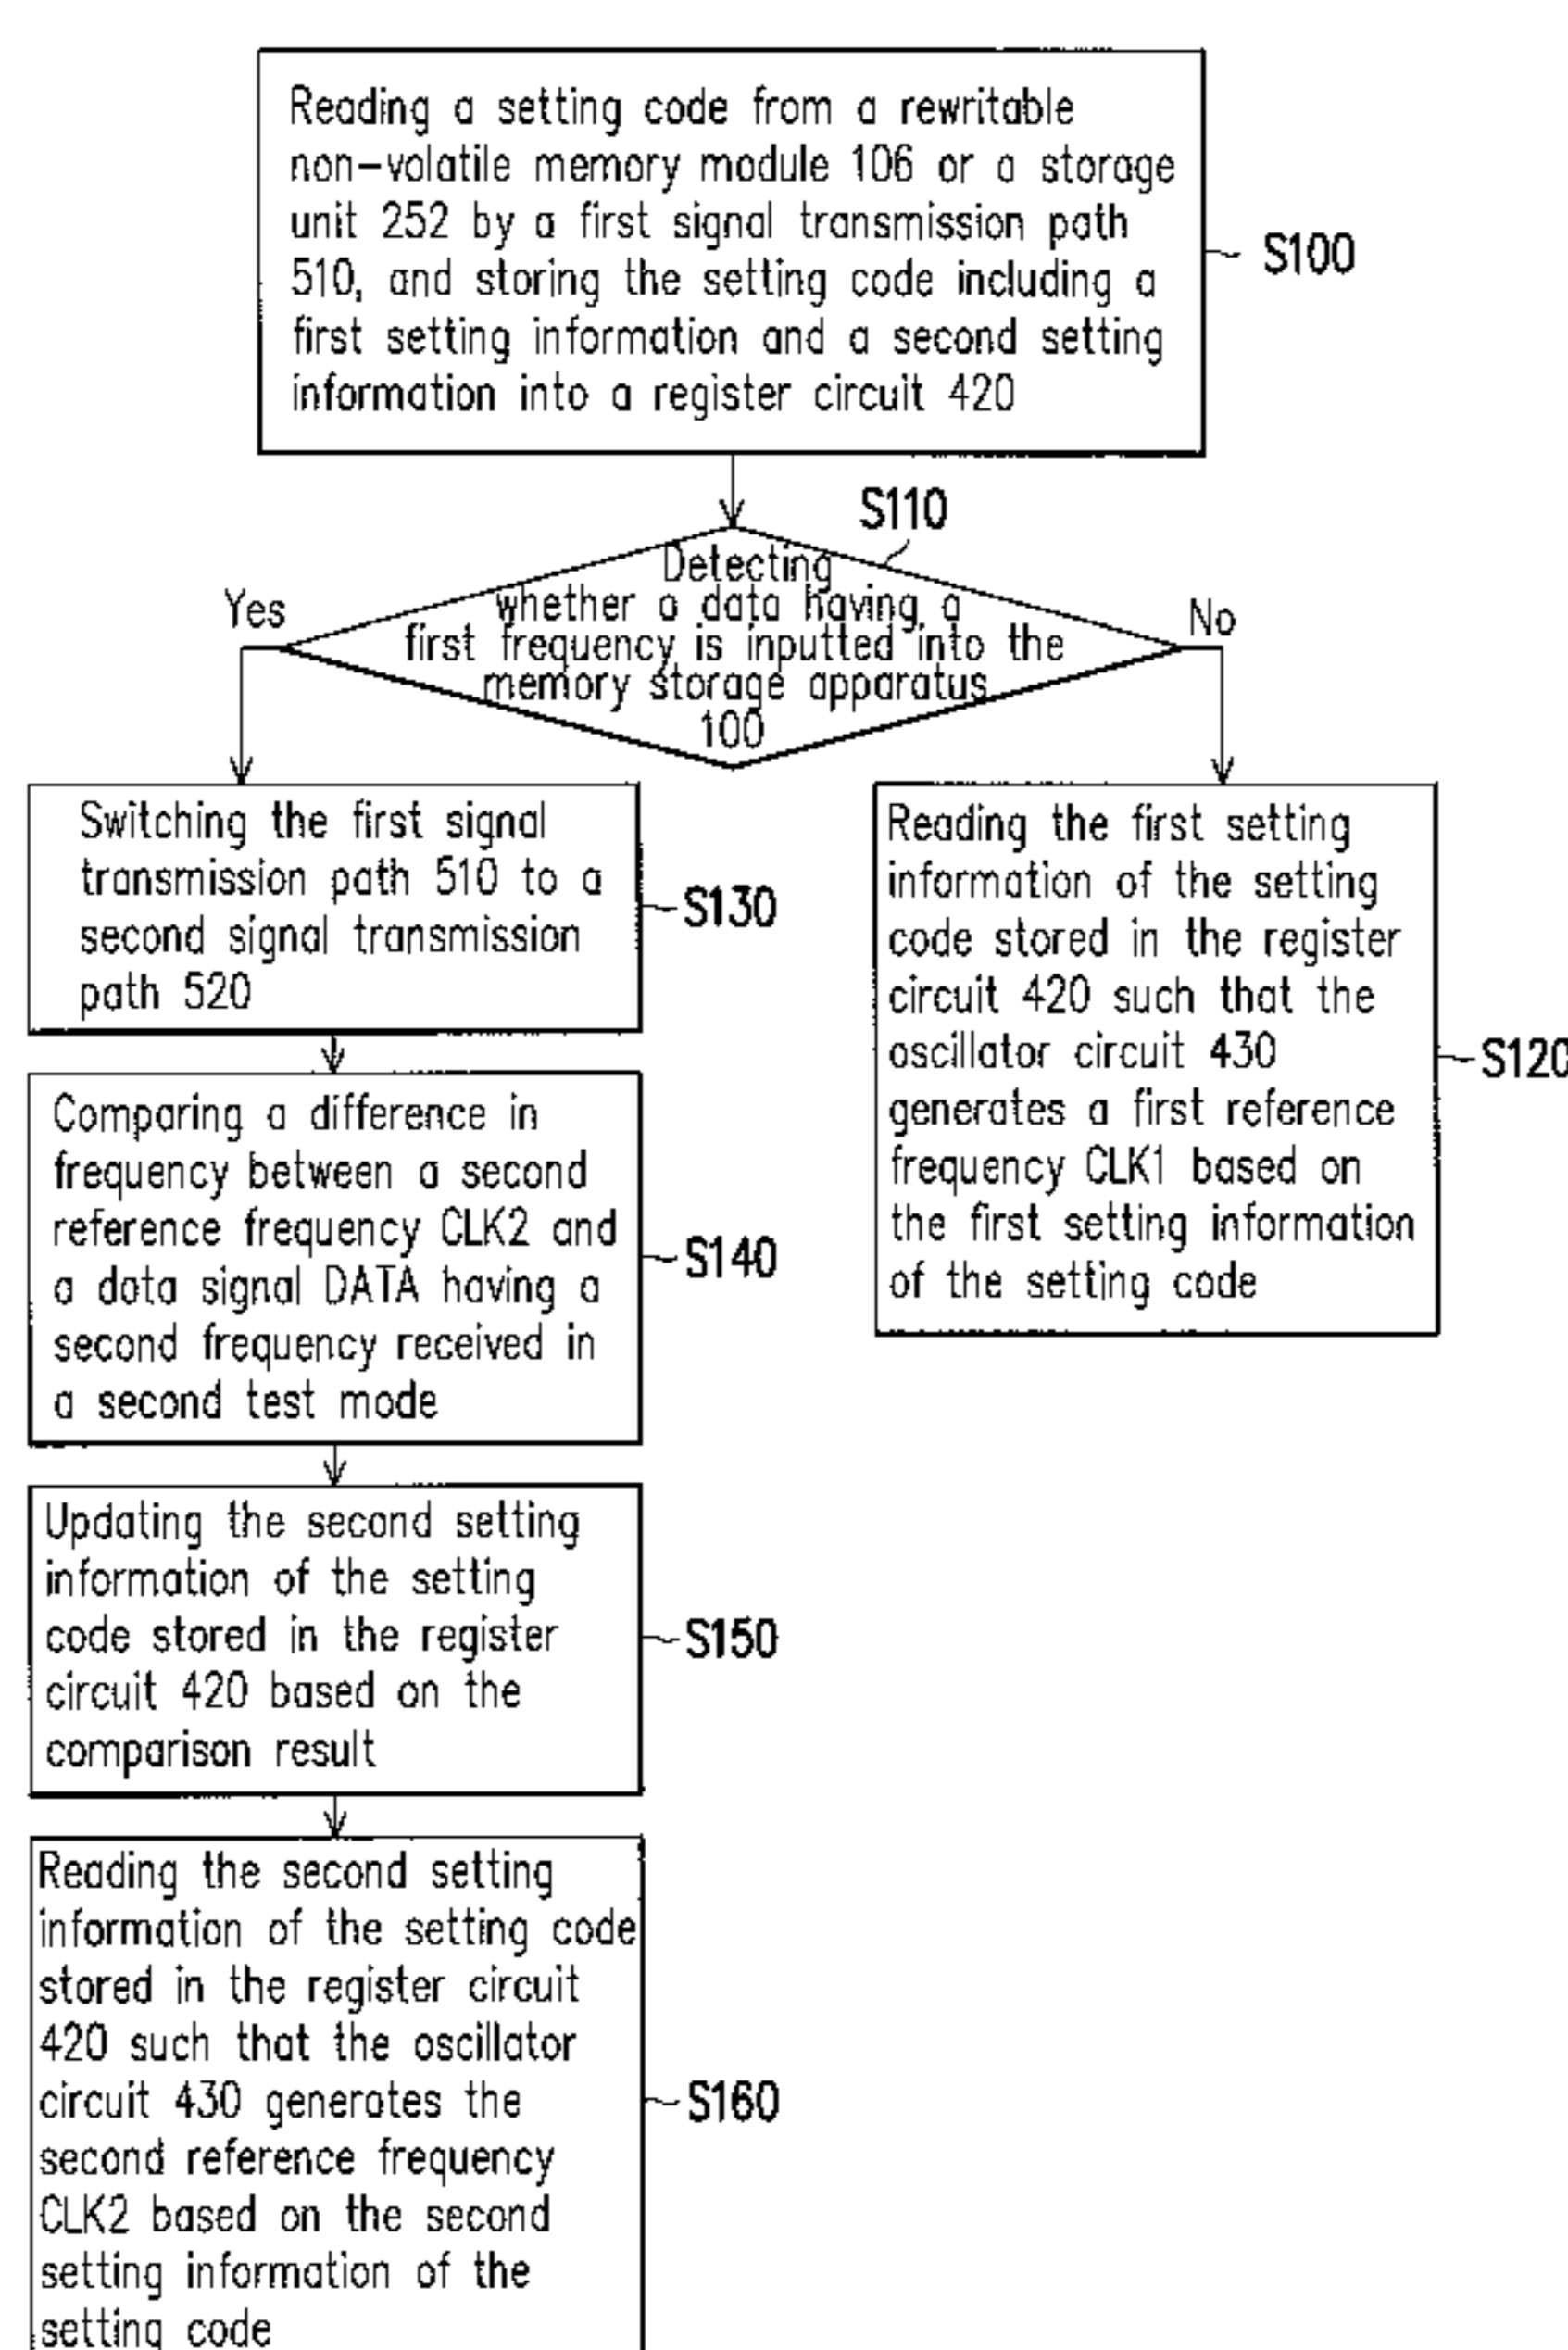 Reading a setting code from a rewritable
non-volatile memory module 106 or a storage
unit 252 by a first signal transmission path
510, and storing the setting code including a
first setting information and a second setting
information into a register circuit 420
S100
S110
Detecting
whether a data having a
first frequency is inputted into the
memory storage apparatus
100
Yes
No
Switching the first signal
transmission path 510 to a
second signal transmission
path 520
S130
Reading the first setting
information of the setting
code stored in the register
circuit 420 such that the
oscillator circuit 430
generates a first reference
frequency CLK1 based on
the first setting information
of the setting code
S120
Comparing a difference in
frequency between a second
reference frequency CLK2 and
a data signal DATA having a
second frequency received in
a second test mode
S140
Updating the second setting
information of the setting
code stored in the register
circuit 420 based on the
comparison result
S150
Reading the second setting
information of the setting code
stored in the register circuit
420 such that the oscillator
circuit 430 generates the
second reference frequency
CLK2 based on the second
setting information of the
setting code
S160